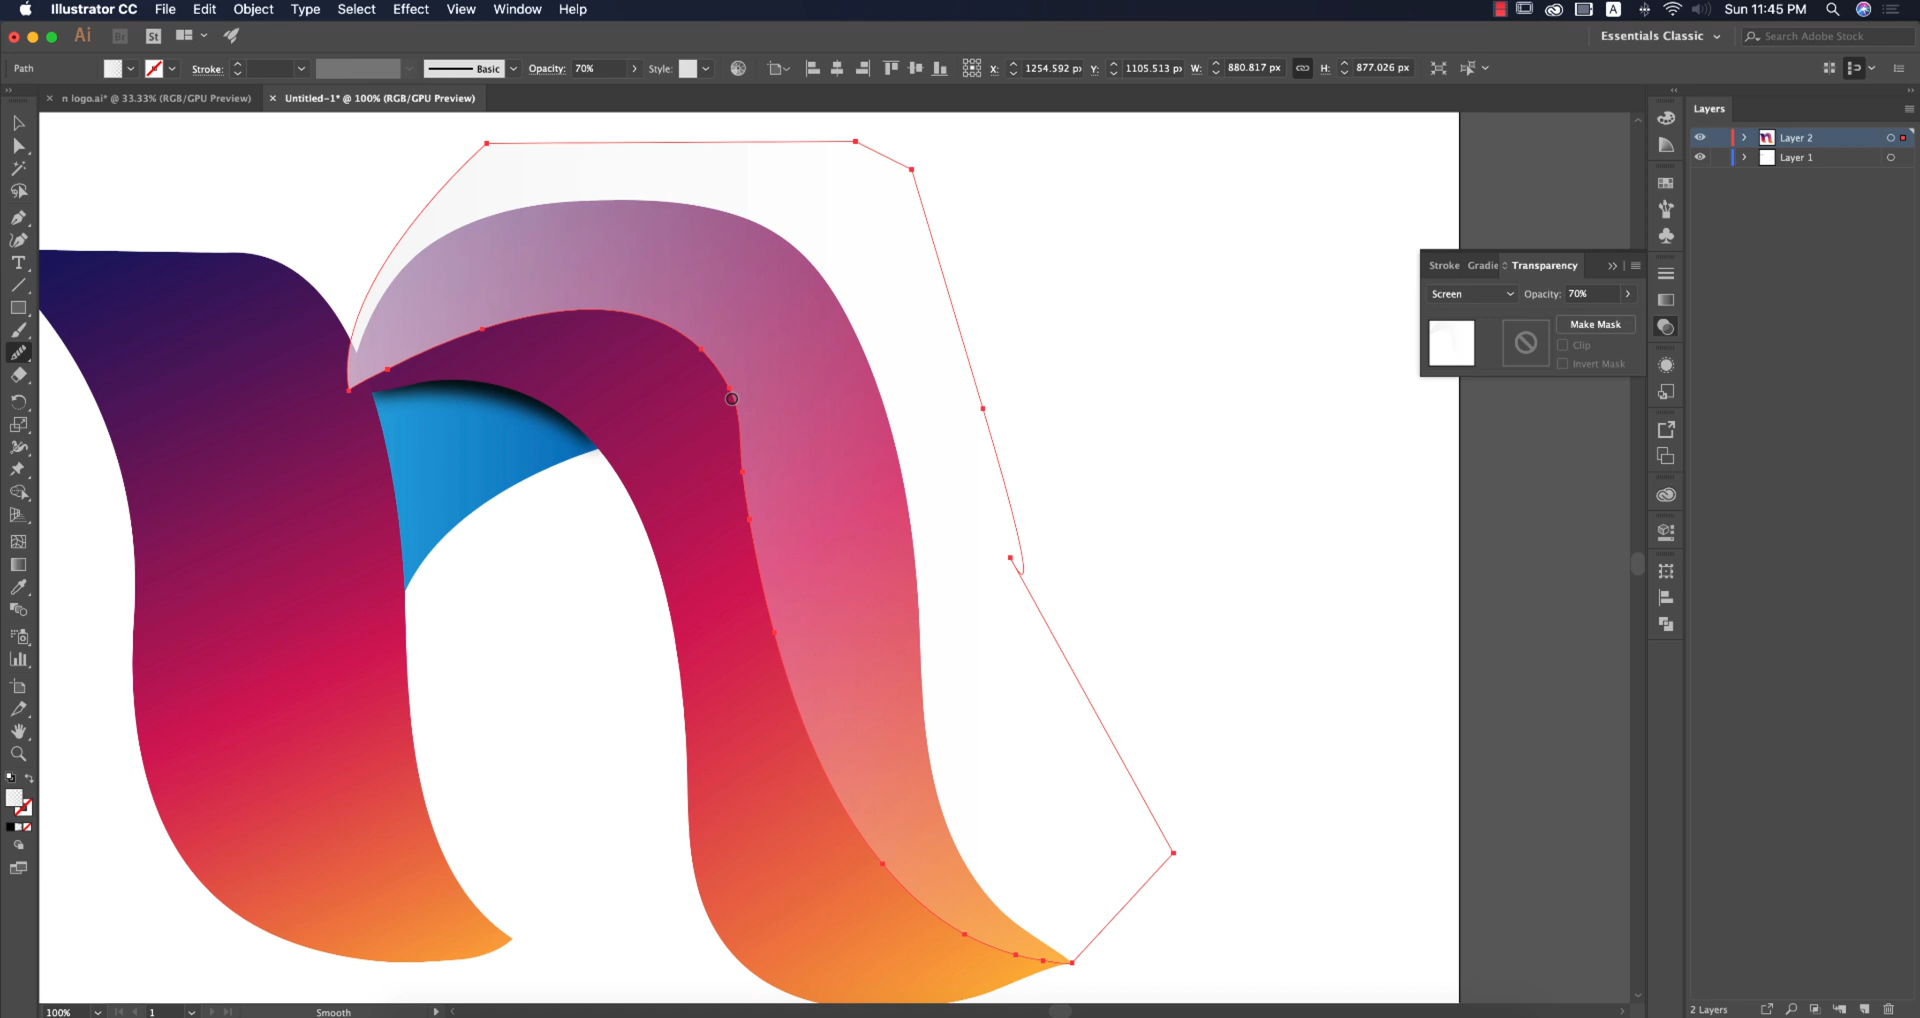 Illustrator CC File Edit Object Type Select Effect View Window Help
A Sun 11:45 PM
Ai Br St Essentials Classic Search Adobe Stock
Path Stroke: Basic Opacity: 70% Style: X: 1254.592 p Y: 1105.513 p W: 880.817 px H: 877.026 px
× n logo.ai* @ 33.33% (RGB/GPU Preview) × Untitled-1* @ 100% (RGB/GPU Preview)
Layers
Layer 2
Layer 1
Stroke Gradie Transparency
Screen Opacity: 70%
Make Mask
Clip
Invert Mask
100% 1 Smooth
2 Layers